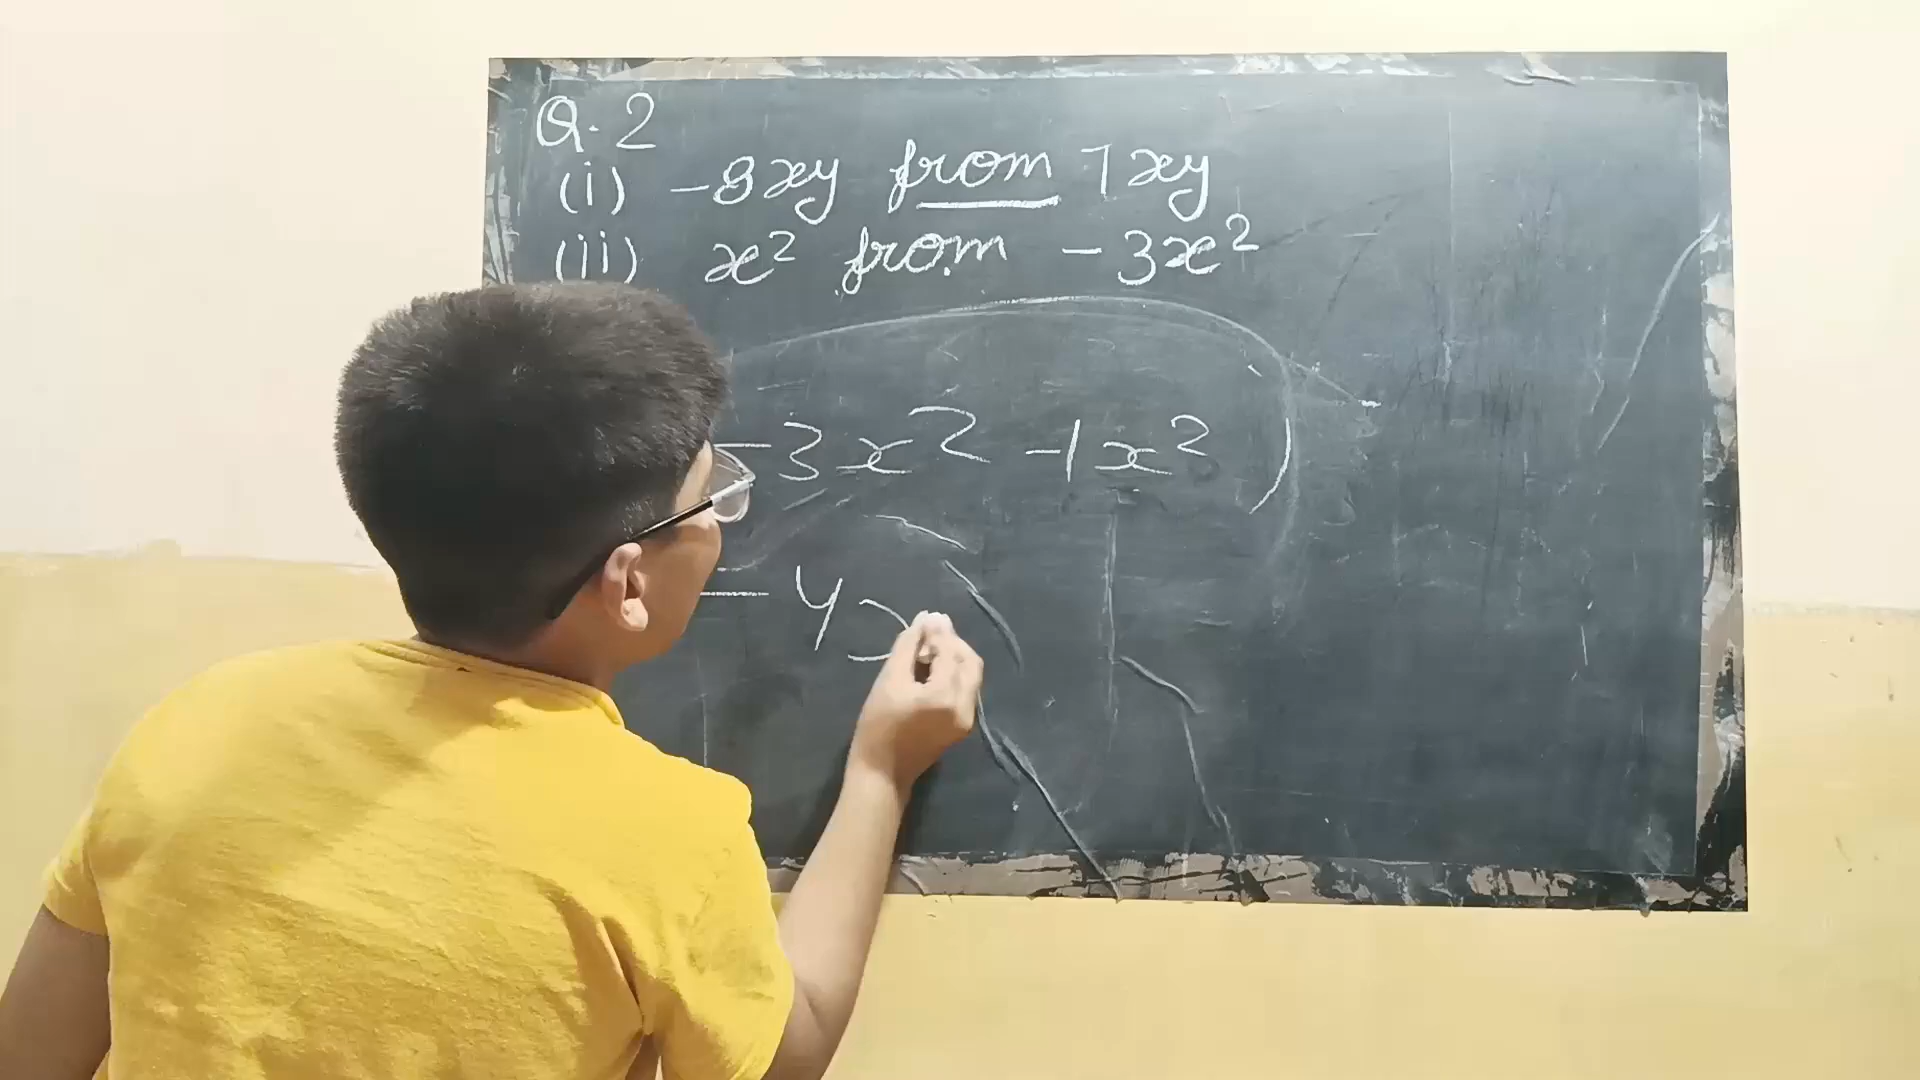 Q. 2
(i) -8xy from 7xy
(ii) x² from -3x²
-3x² -1x² )
= 4x